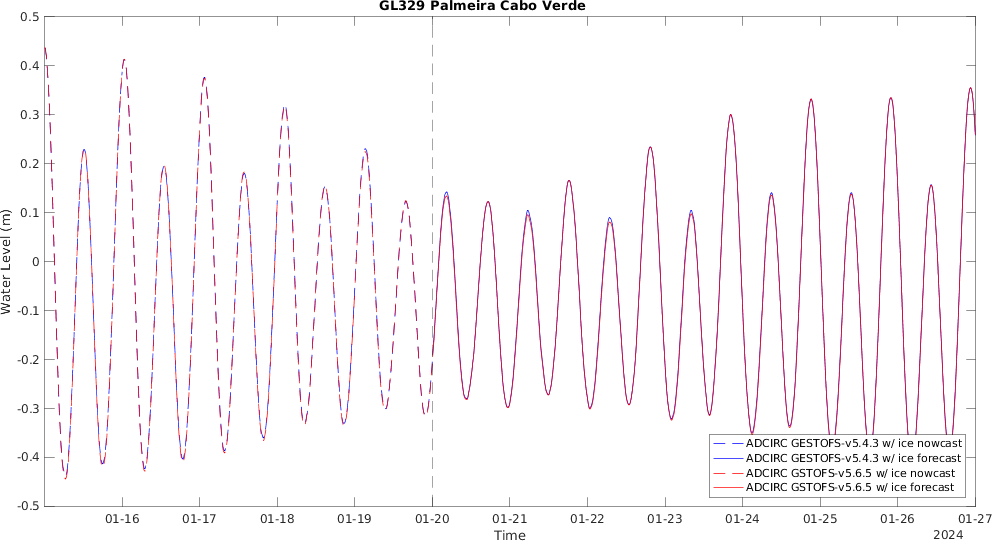 GL329 Palmeira Cabo Verde
0.5
0.4
0.3
0.2
0.1
0
-0.1
-0.2
-0.3
-0.4
-0.5
Water Level (m)
ADCIRC GESTOFS-v5.4.3 w/ ice nowcast
ADCIRC GESTOFS-v5.4.3 w/ ice forecast
ADCIRC GSTOFS-v5.6.5 w/ ice nowcast
ADCIRC GSTOFS-v5.6.5 w/ ice forecast
01-16 01-17 01-18 01-19 01-20 01-21 01-22 01-23 01-24 01-25 01-26 01-27
Time
2024